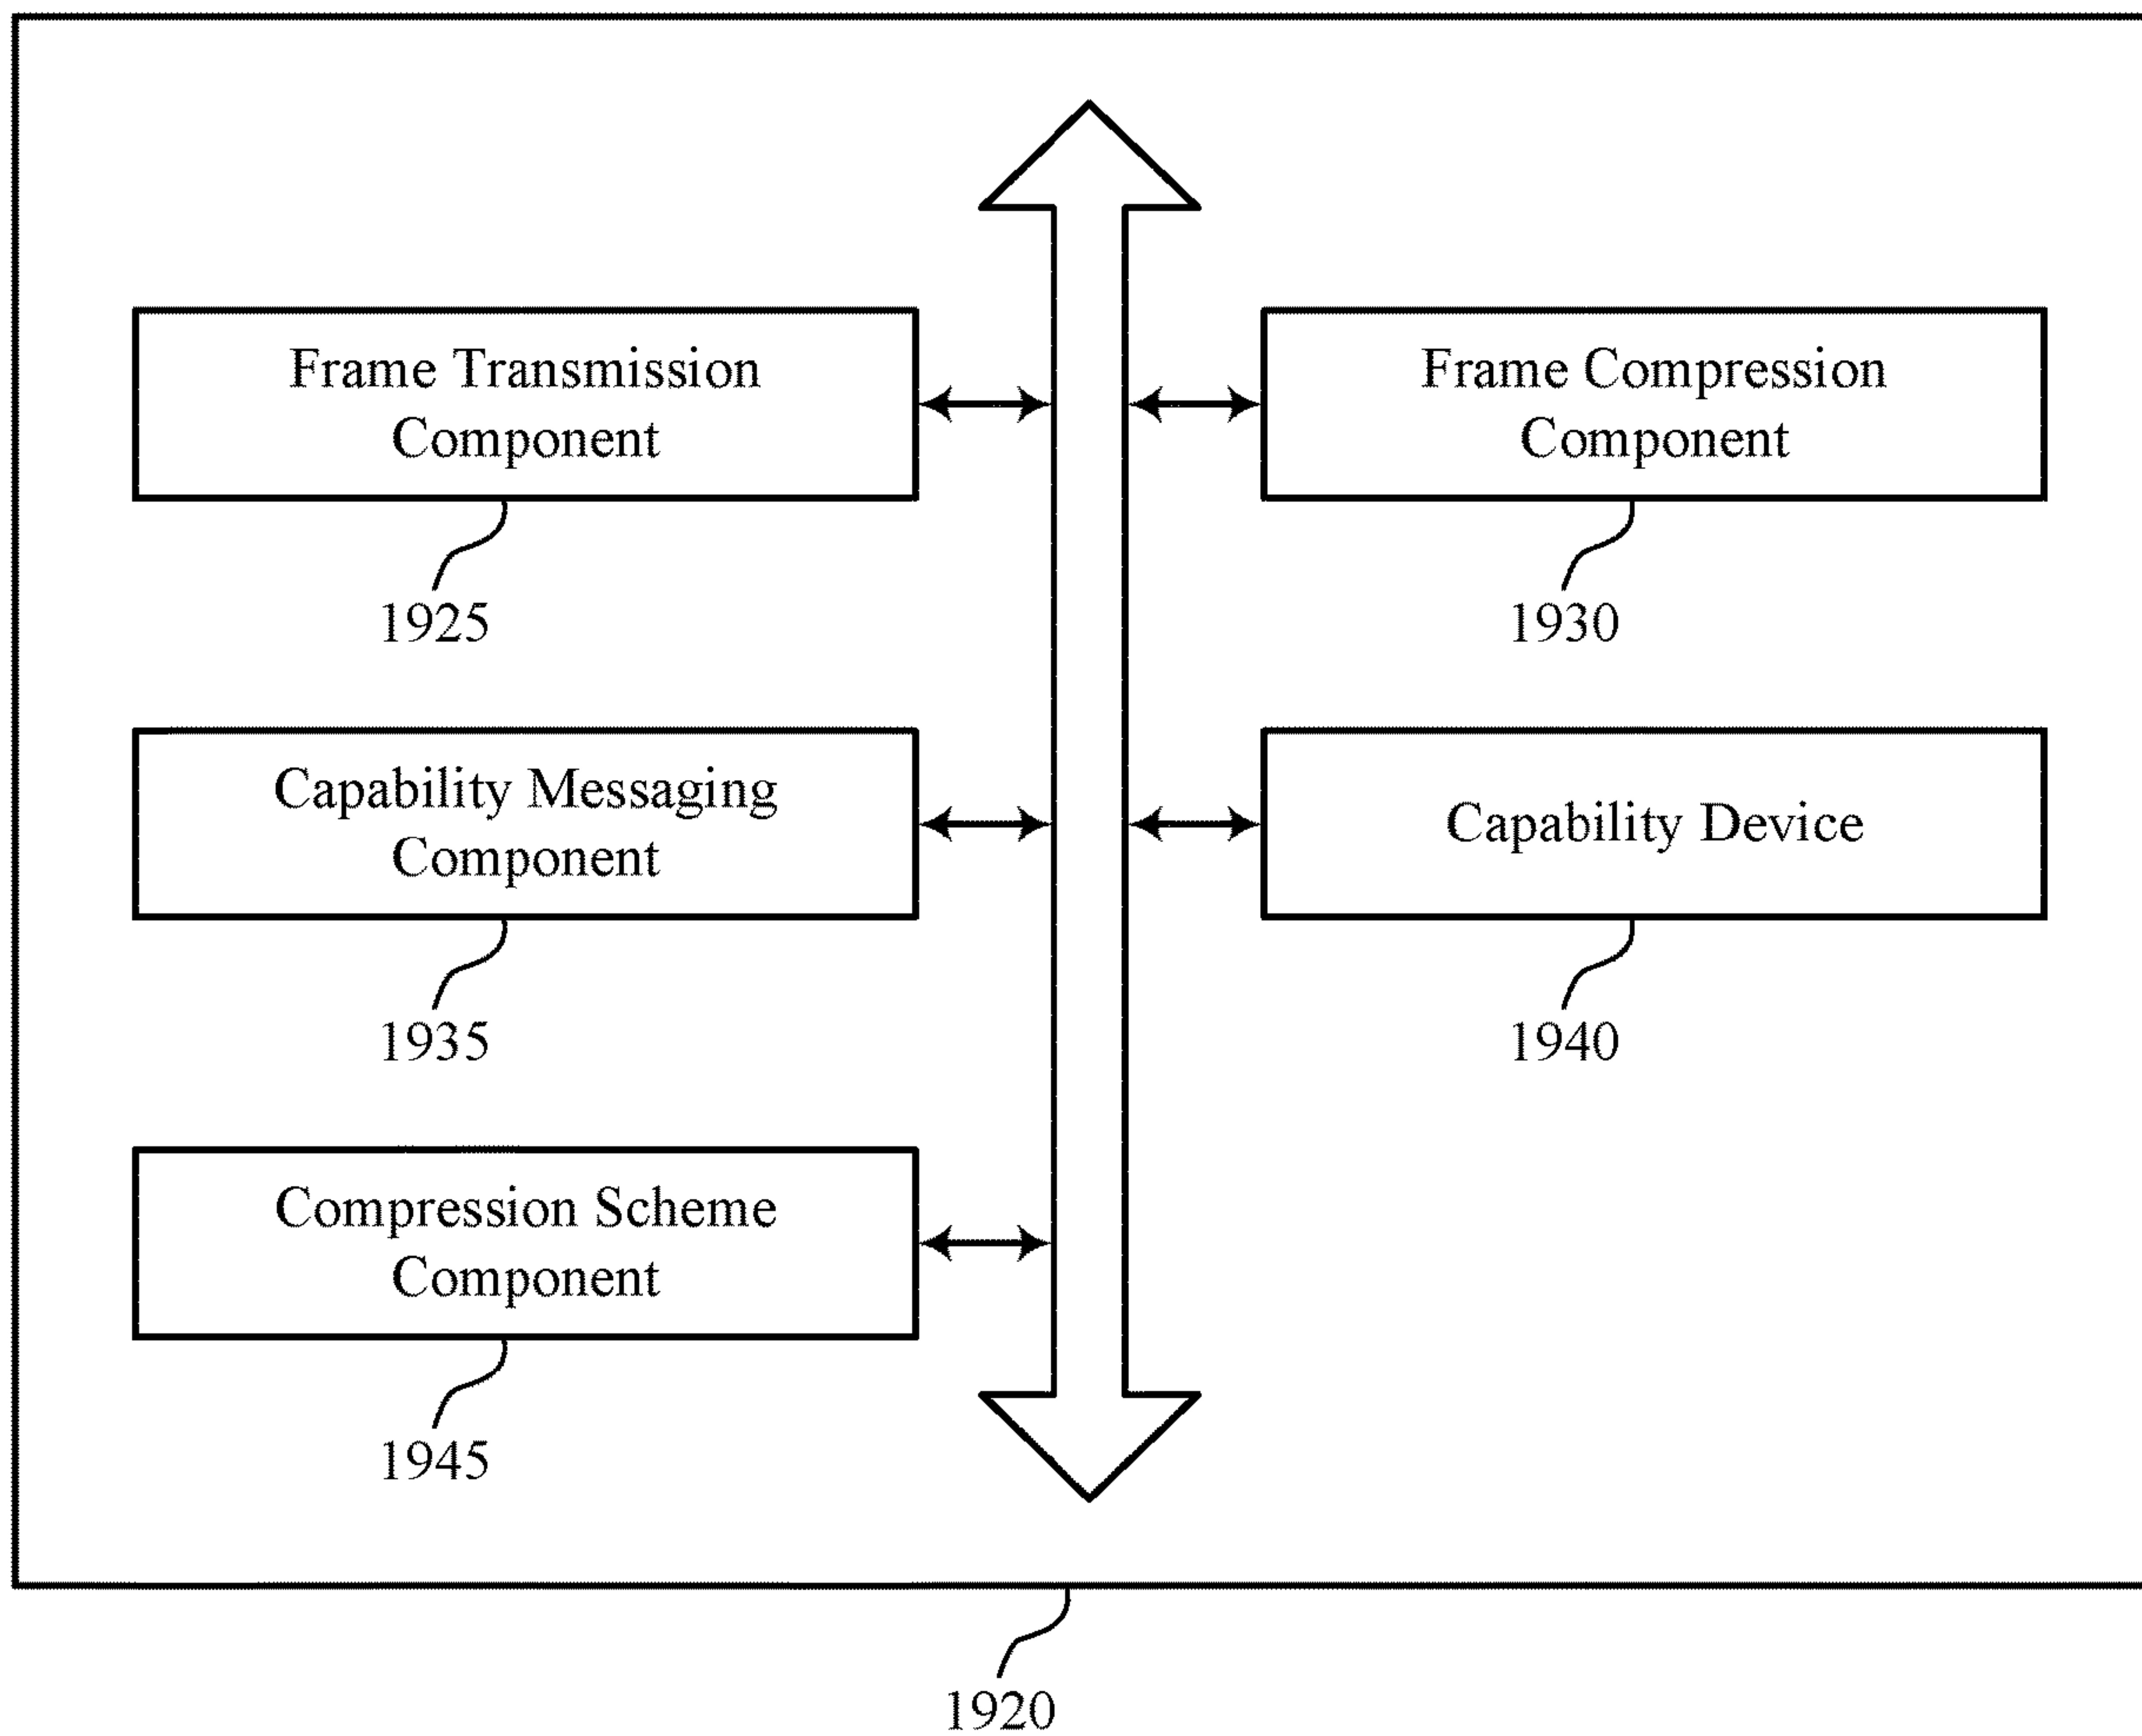 Frame Transmission
Component
1925
Frame Compression
Component
1930
Capability Messaging
Component
1935
Capability Device
1940
Compression Scheme
Component
1945
1920